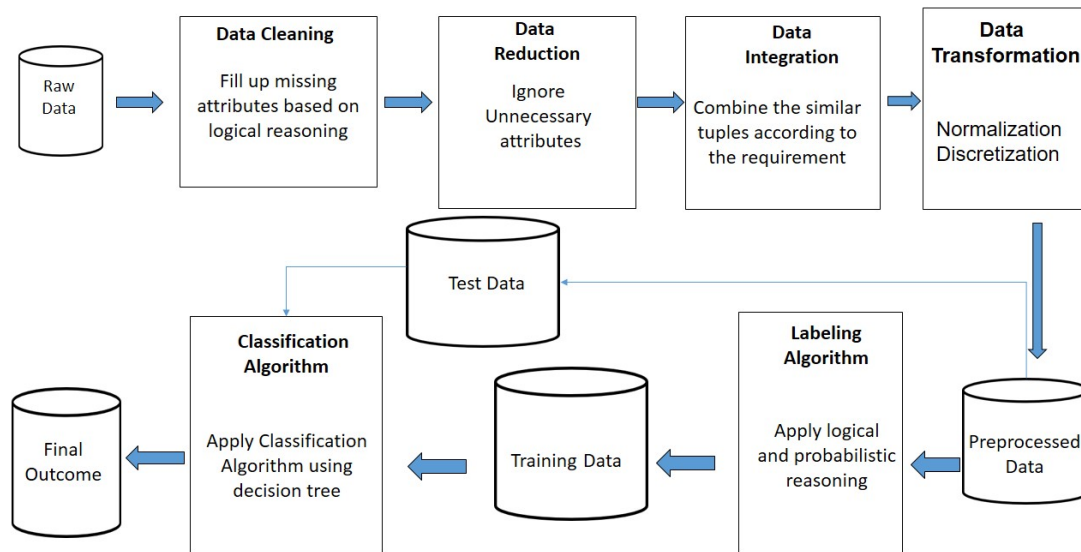 Raw
Data
Data Cleaning
Fill up missing
attributes based on
logical reasoning
Data
Reduction
Ignore
Unnecessary
attributes
Data
Integration
Combine the similar
tuples according to
the requirement
Data
Transformation
Normalization
Discretization
Test Data
Final
Outcome
Classification
Algorithm
Apply Classification
Algorithm using
decision tree
Training Data
Labeling
Algorithm
Apply logical
and probabilistic
reasoning
Preprocessed
Data